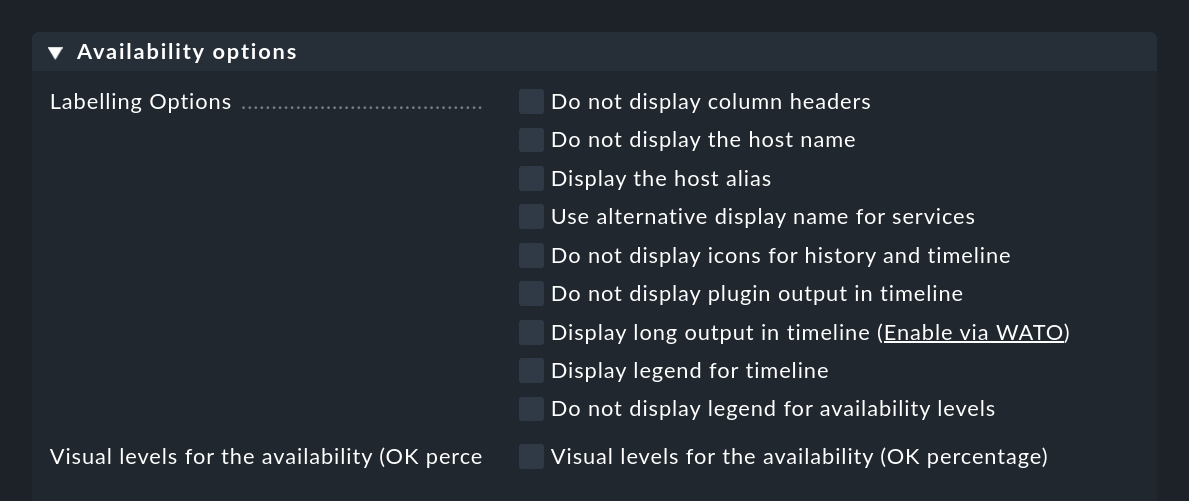 Availability options
Labelling Options ........................................ Do not display column headers
Do not display the host name
Display the host alias
Use alternative display name for services
Do not display icons for history and timeline
Do not display plugin output in timeline
Display long output in timeline (Enable via WATO)
Display legend for timeline
Do not display legend for availability levels
Visual levels for the availability (OK perce Visual levels for the availability (OK percentage)